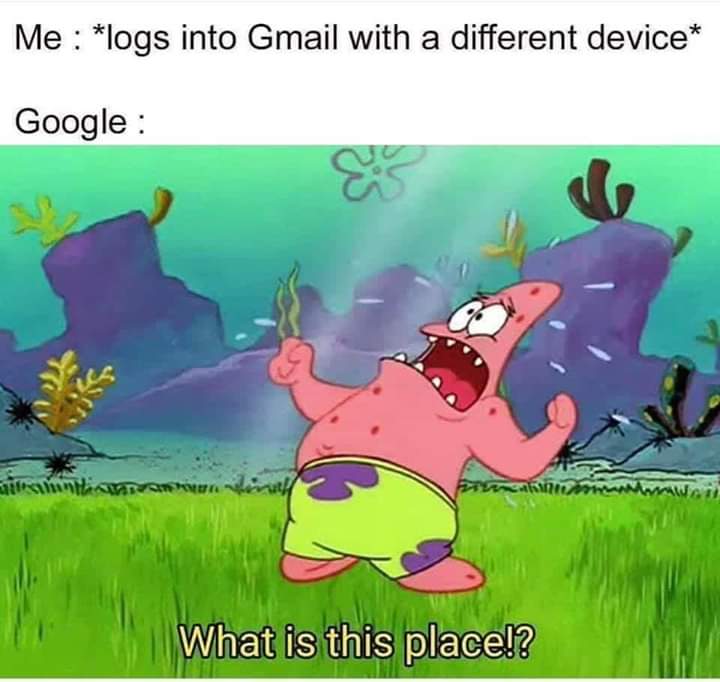 Me : *logs into Gmail with a different device*
Google :
What is this place!?